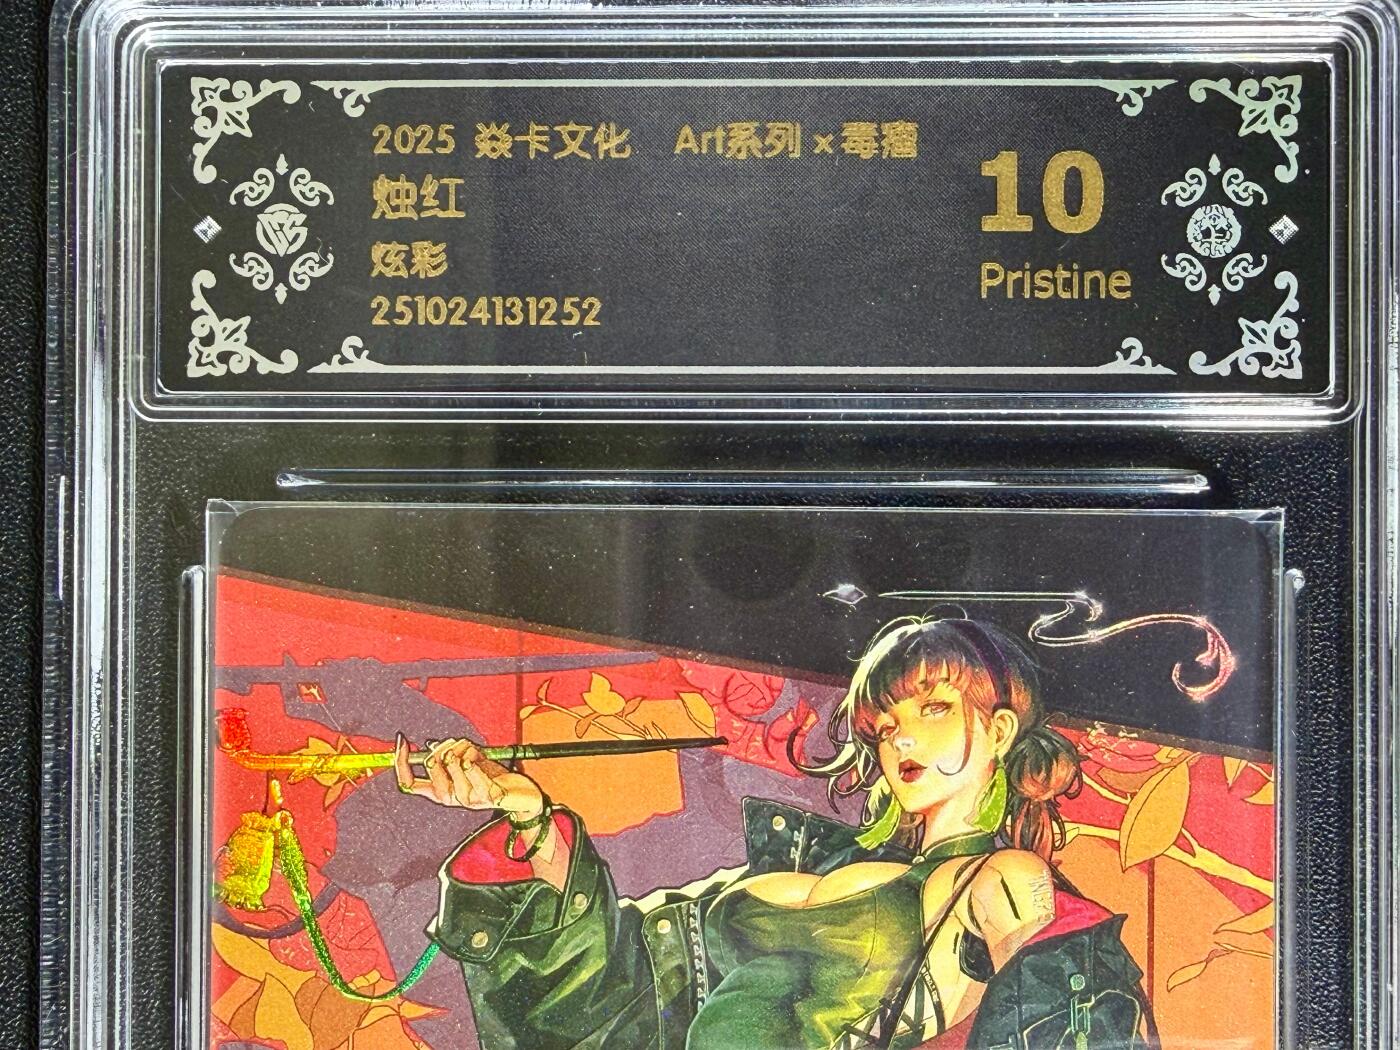 2025 焱卡文化 Art系列 x 毒瘤
烛红
炫彩
251024131252
10
Pristine